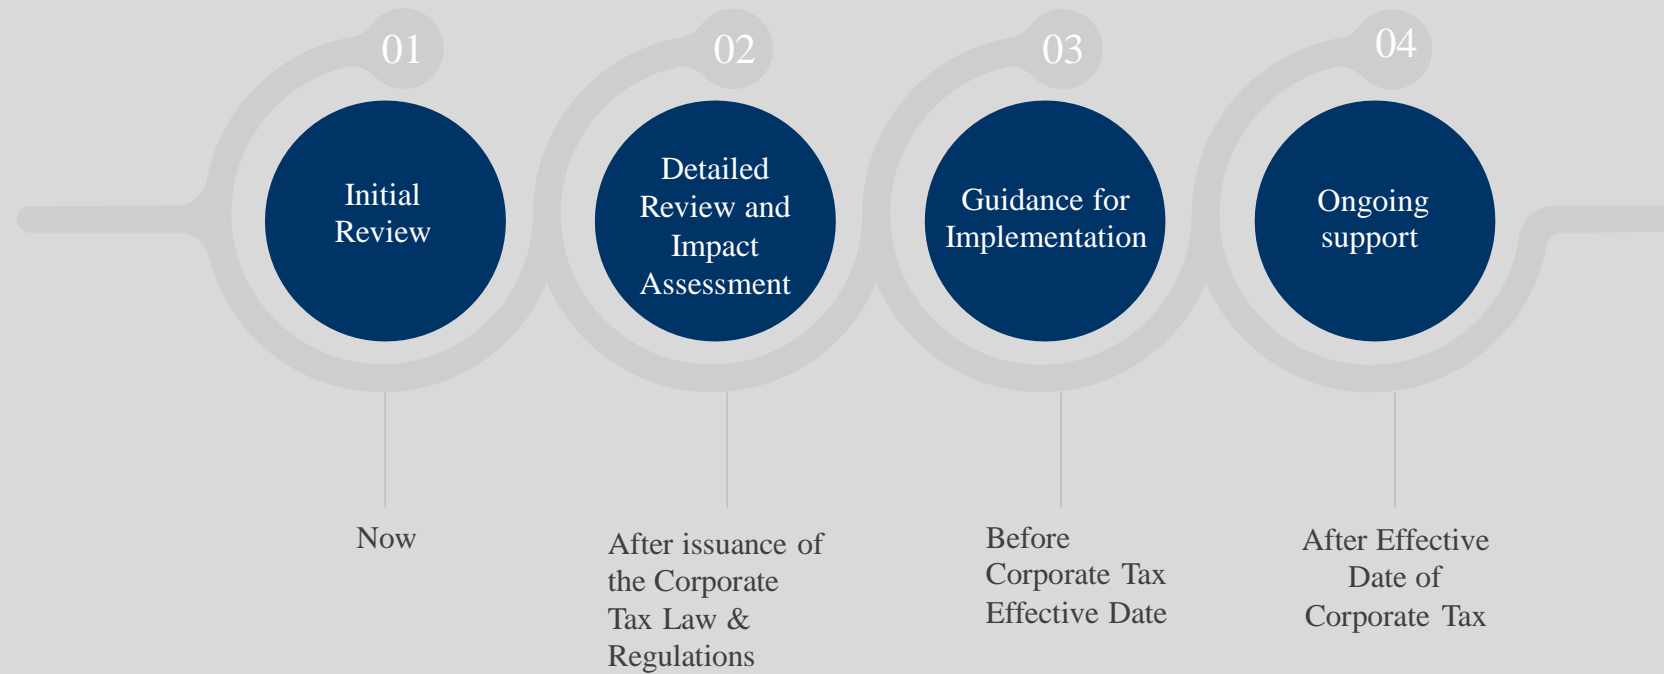 01
Initial
Review
Now
02
Detailed
Review and
Impact
Assessment
After issuance of
the Corporate
Tax Law &
Regulations
03
Guidance for
Implementation
Before
Corporate Tax
Effective Date
04
Ongoing
support
After Effective
Date of
Corporate Tax